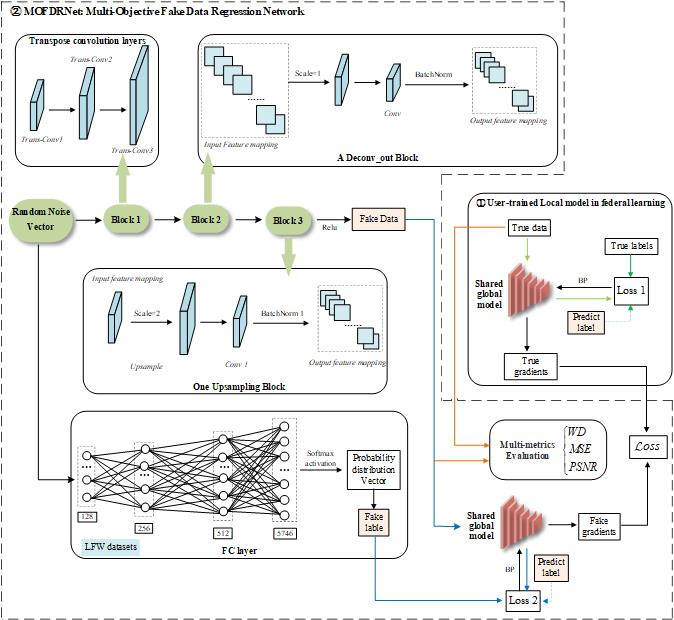 ② MOFDRNet: Multi-Objective Fake Data Regression Network
Transpose convolution layers
Trans-Conv2
Trans-Conv1
Trans-Conv3
Scale=1
BatchNorm
Conv
......
Input Feature mapping
......
Output feature mapping
A Deconv_out Block
Random Noise
Vector
Block 1
Block 2
Block 3
Relu
Fake Data
① User-trained Local model in federal learning
True data
True labels
Shared
global
model
BP
Loss 1
Predict
label
True
gradients
Input feature mapping
Scale=2
BatchNorm 1
Upsample
Conv 1
......
Output feature mapping
One Upsampling Block
...
...
...
...
128
256
512
5746
Softmax
activation
Probability
distribution
Vector
Fake
lable
LFW datasets
FC layer
Multi-metrics
Evaluation
WD
MSE
PSNR
Loss
Shared
global
model
Fake
gradients
BP
Predict
label
Loss 2